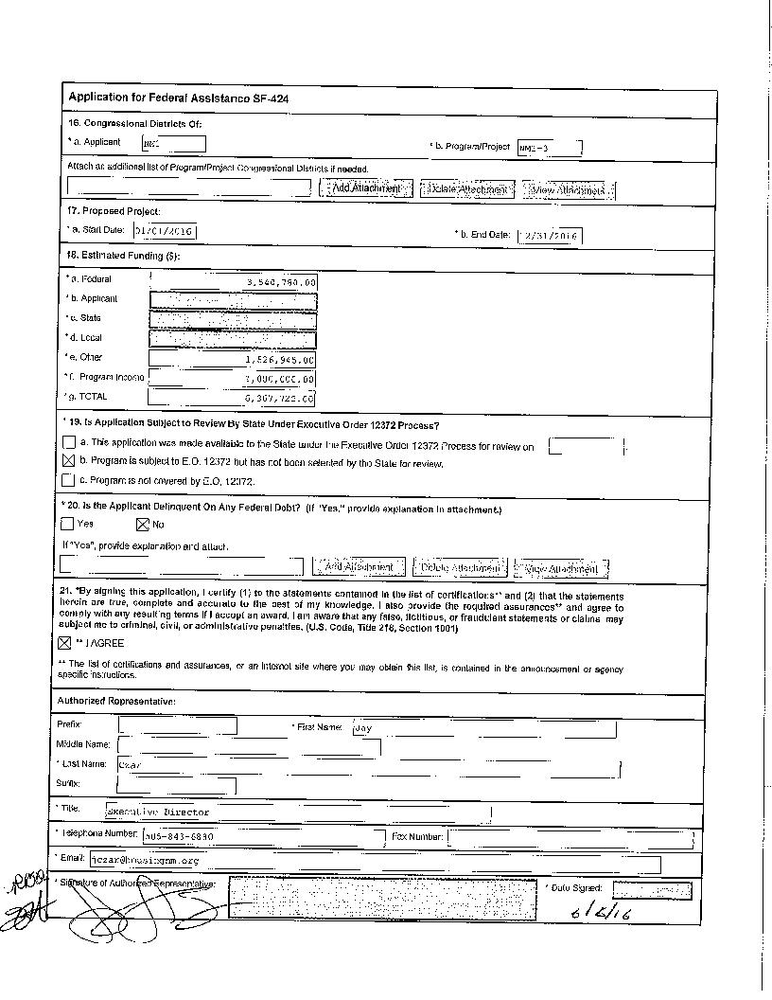 Application for Federal Assistance SF-424
16. Congressional Districts Of:
* a. Applicant NM1 * b. Program/Project NM1-3
Attach an additional list of Program/Project Congressional Districts if needed.
Add Attachment Delete Attachment View Attachment
17. Proposed Project:
* a. Start Date: 01/01/2016 * b. End Date: 12/31/2016
18. Estimated Funding ($):
* a. Federal 3,540,780.00
* b. Applicant
* c. State
* d. Local
* e. Other 1,526,945.00
* f. Program Income
* g. TOTAL
* 19. Is Application Subject to Review By State Under Executive Order 12372 Process?
a. This application was made available to the State under the Executive Order 12372 Process for review on
b. Program is subject to E.O. 12372 but has not been selected by the State for review.
c. Program is not covered by E.O. 12372.
* 20. Is the Applicant Delinquent On Any Federal Debt? (If "Yes," provide explanation in attachment.)
Yes No
If "Yes", provide explanation and attach.
Add Attachment Delete Attachment View Attachment
21. *By signing this application, I certify (1) to the statements contained in the list of certifications** and (2) that the statements
herein are true, complete and accurate to the best of my knowledge. I also provide the required assurances** and agree to
comply with any resulting terms if I accept an award. I am aware that any false, fictitious, or fraudulent statements or claims may
subject me to criminal, civil, or administrative penalties. (U.S. Code, Title 218, Section 1001)
** I AGREE
** The list of certifications and assurances, or an internet site where you may obtain this list, is contained in the announcement or agency
specific instructions.
Authorized Representative:
Prefix: * First Name: Jay
Middle Name:
* Last Name: Czar
Suffix:
* Title: Executive Director
* Telephone Number: 505-843-6880 Fax Number:
* Email: jczar@housingnm.org
* Signature of Authorized Representative: * Date Signed:
6/6/16